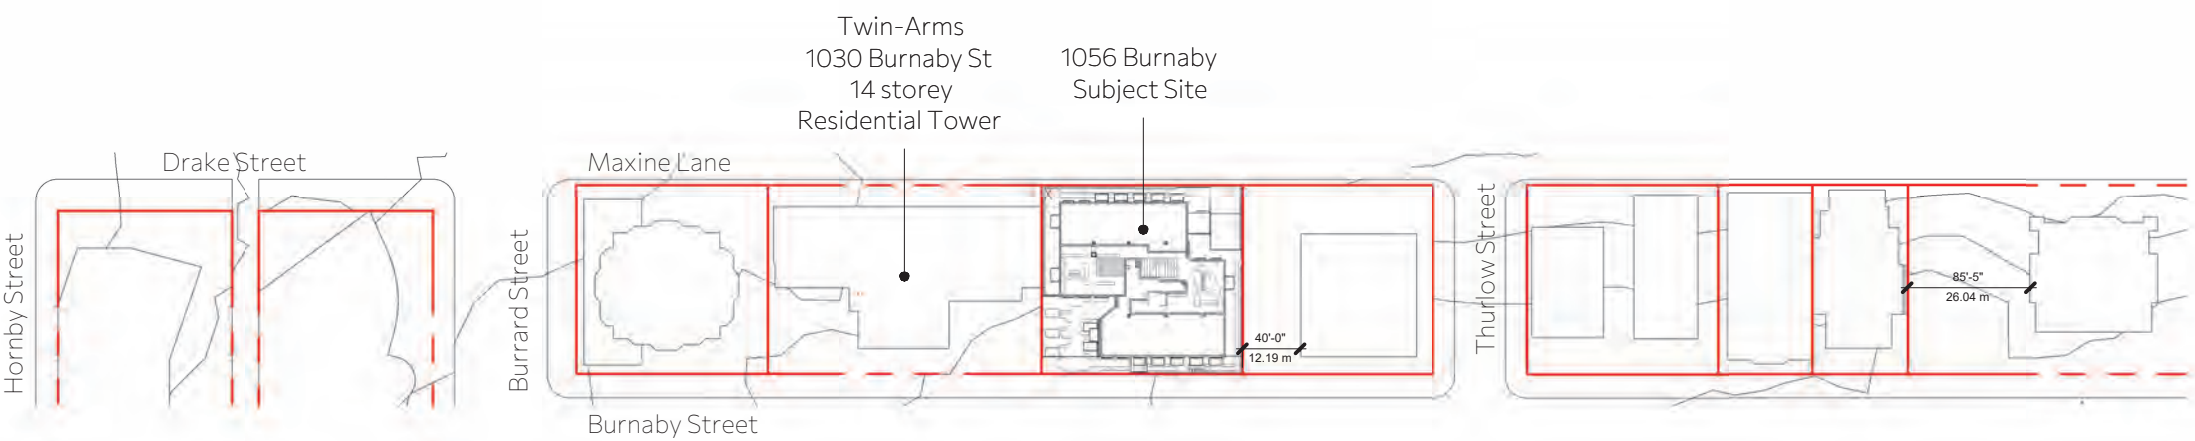 Twin-Arms
1030 Burnaby St
14 storey
Residential Tower
1056 Burnaby
Subject Site
Drake Street
Maxine Lane
Hornby Street
Burrard Street
Thurlow Street
40'-0"
12.19 m
85'-5"
26.04 m
Burnaby Street